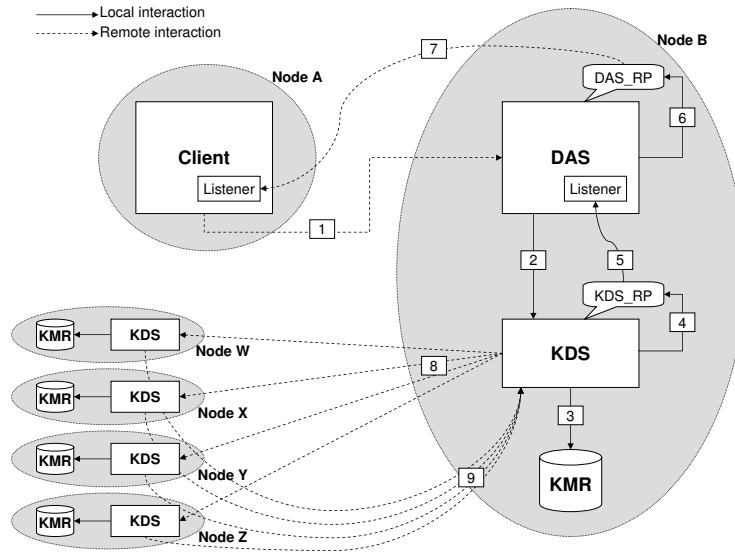 Local interaction
Remote interaction
Node A
Client
Listener
1
7
Node B
DAS_RP
6
DAS
Listener
2
5
KDS_RP
4
KDS
3
KMR
8
9
KMR
KDS
Node W
KMR
KDS
Node X
KMR
KDS
Node Y
KMR
KDS
Node Z